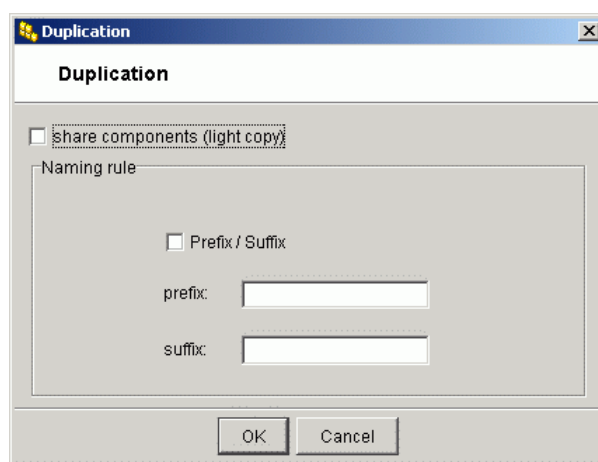 Duplication
Duplication
share components (light copy)
Naming rule
Prefix / Suffix
prefix:
suffix:
OK Cancel